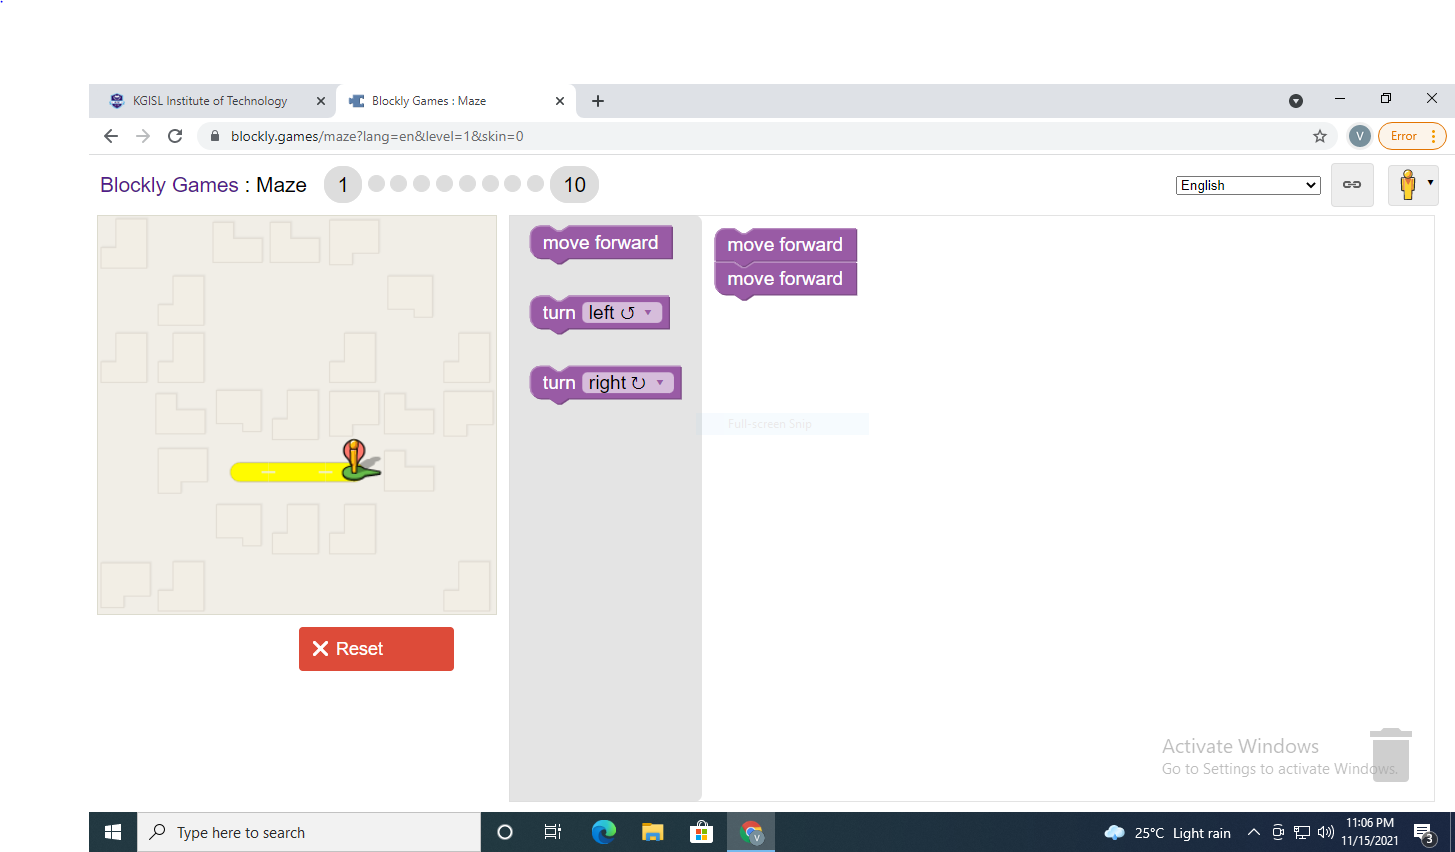 KGISL Institute of Technology
Blockly Games : Maze
blockly.games/maze?lang=en&level=1&skin=0
V
Error
Blockly Games : Maze
1
10
English
move forward
turn left ↺
turn right ↻
move forward
move forward
Full-screen Snip
Reset
Activate Windows
Go to Settings to activate Windows.
Type here to search
V
25°C Light rain
11:06 PM
11/15/2021
3